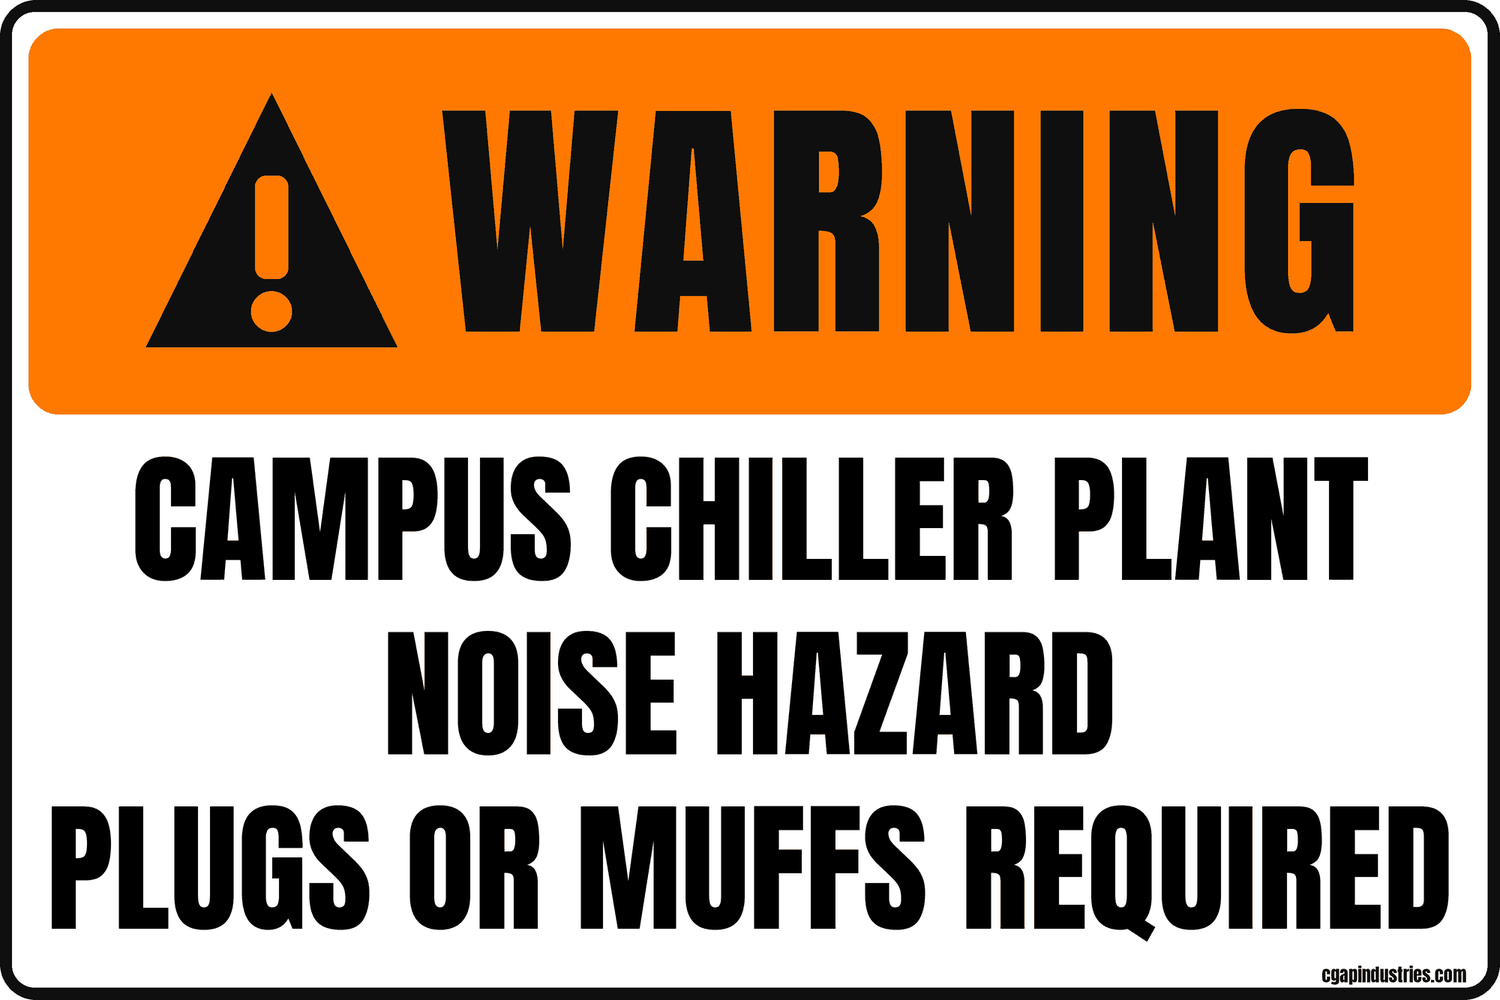 WARNING
CAMPUS CHILLER PLANT
NOISE HAZARD
PLUGS OR MUFFS REQUIRED
cgapindustries.com